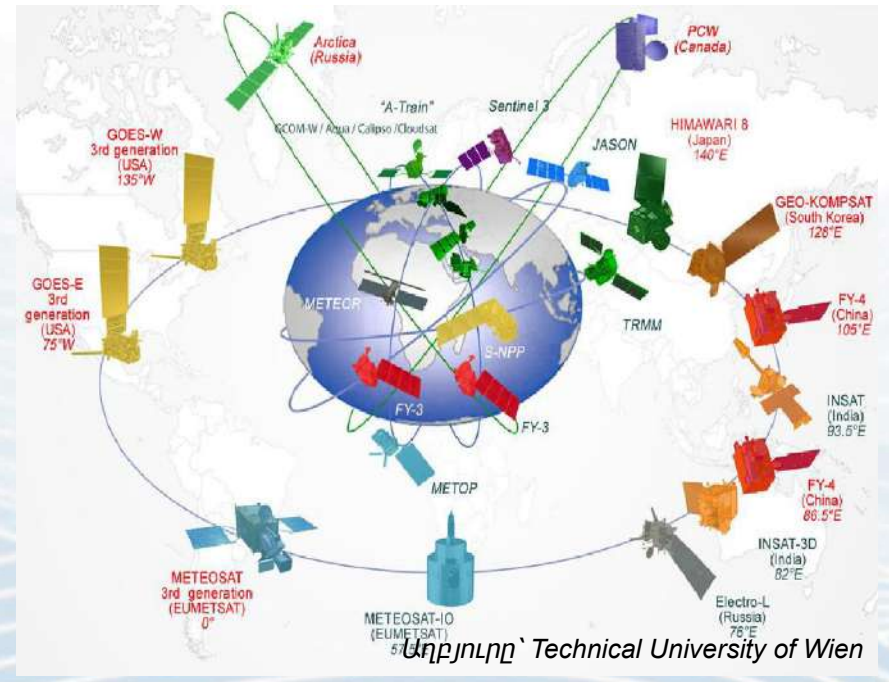 Arctica
(Russia)
PCW
(Canada)
"A-Train"
GCOM-W / Aqua / Calipso /Cloudsat
Sentinel 3
JASON
HIMAWARI 8
(Japan)
140°E
GOES-W
3rd generation
(USA)
135°W
GEO-KOMPSAT
(South Korea)
128°E
GOES-E
3rd
generation
(USA)
75°W
METEOR
S-NPP
TRMM
FY-4
(China)
105°E
FY-3
FY-3
INSAT
(India)
93.5°E
METOP
FY-4
(China)
86.5°E
INSAT-3D
(India)
82°E
METEOSAT
3rd generation
(EUMETSAT)
0°
METEOSAT-IO
(EUMETSAT)
Electro-L
(Russia)
76°E
Աղբյուրը՝ Technical University of Wien